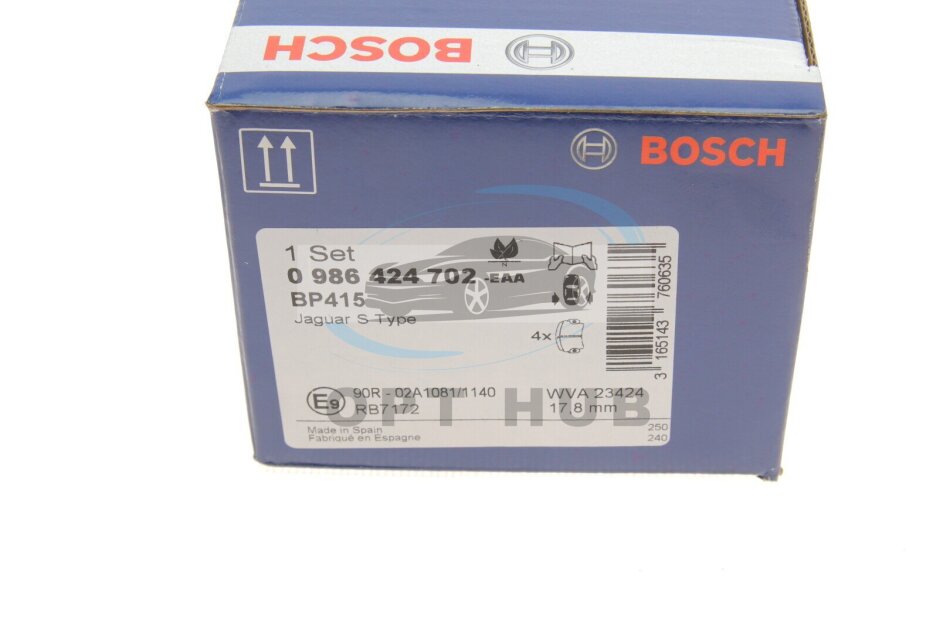 BOSCH
BOSCH
1 Set
0 986 424 702 -EAA
BP415
Jaguar S Type
4x
3 165143 760635
E9
90R - 02A1081/1140
RB7172
WVA 23424
17,8 mm
OPT HUB
Made in Spain
Fabriqué en Espagne
250
240